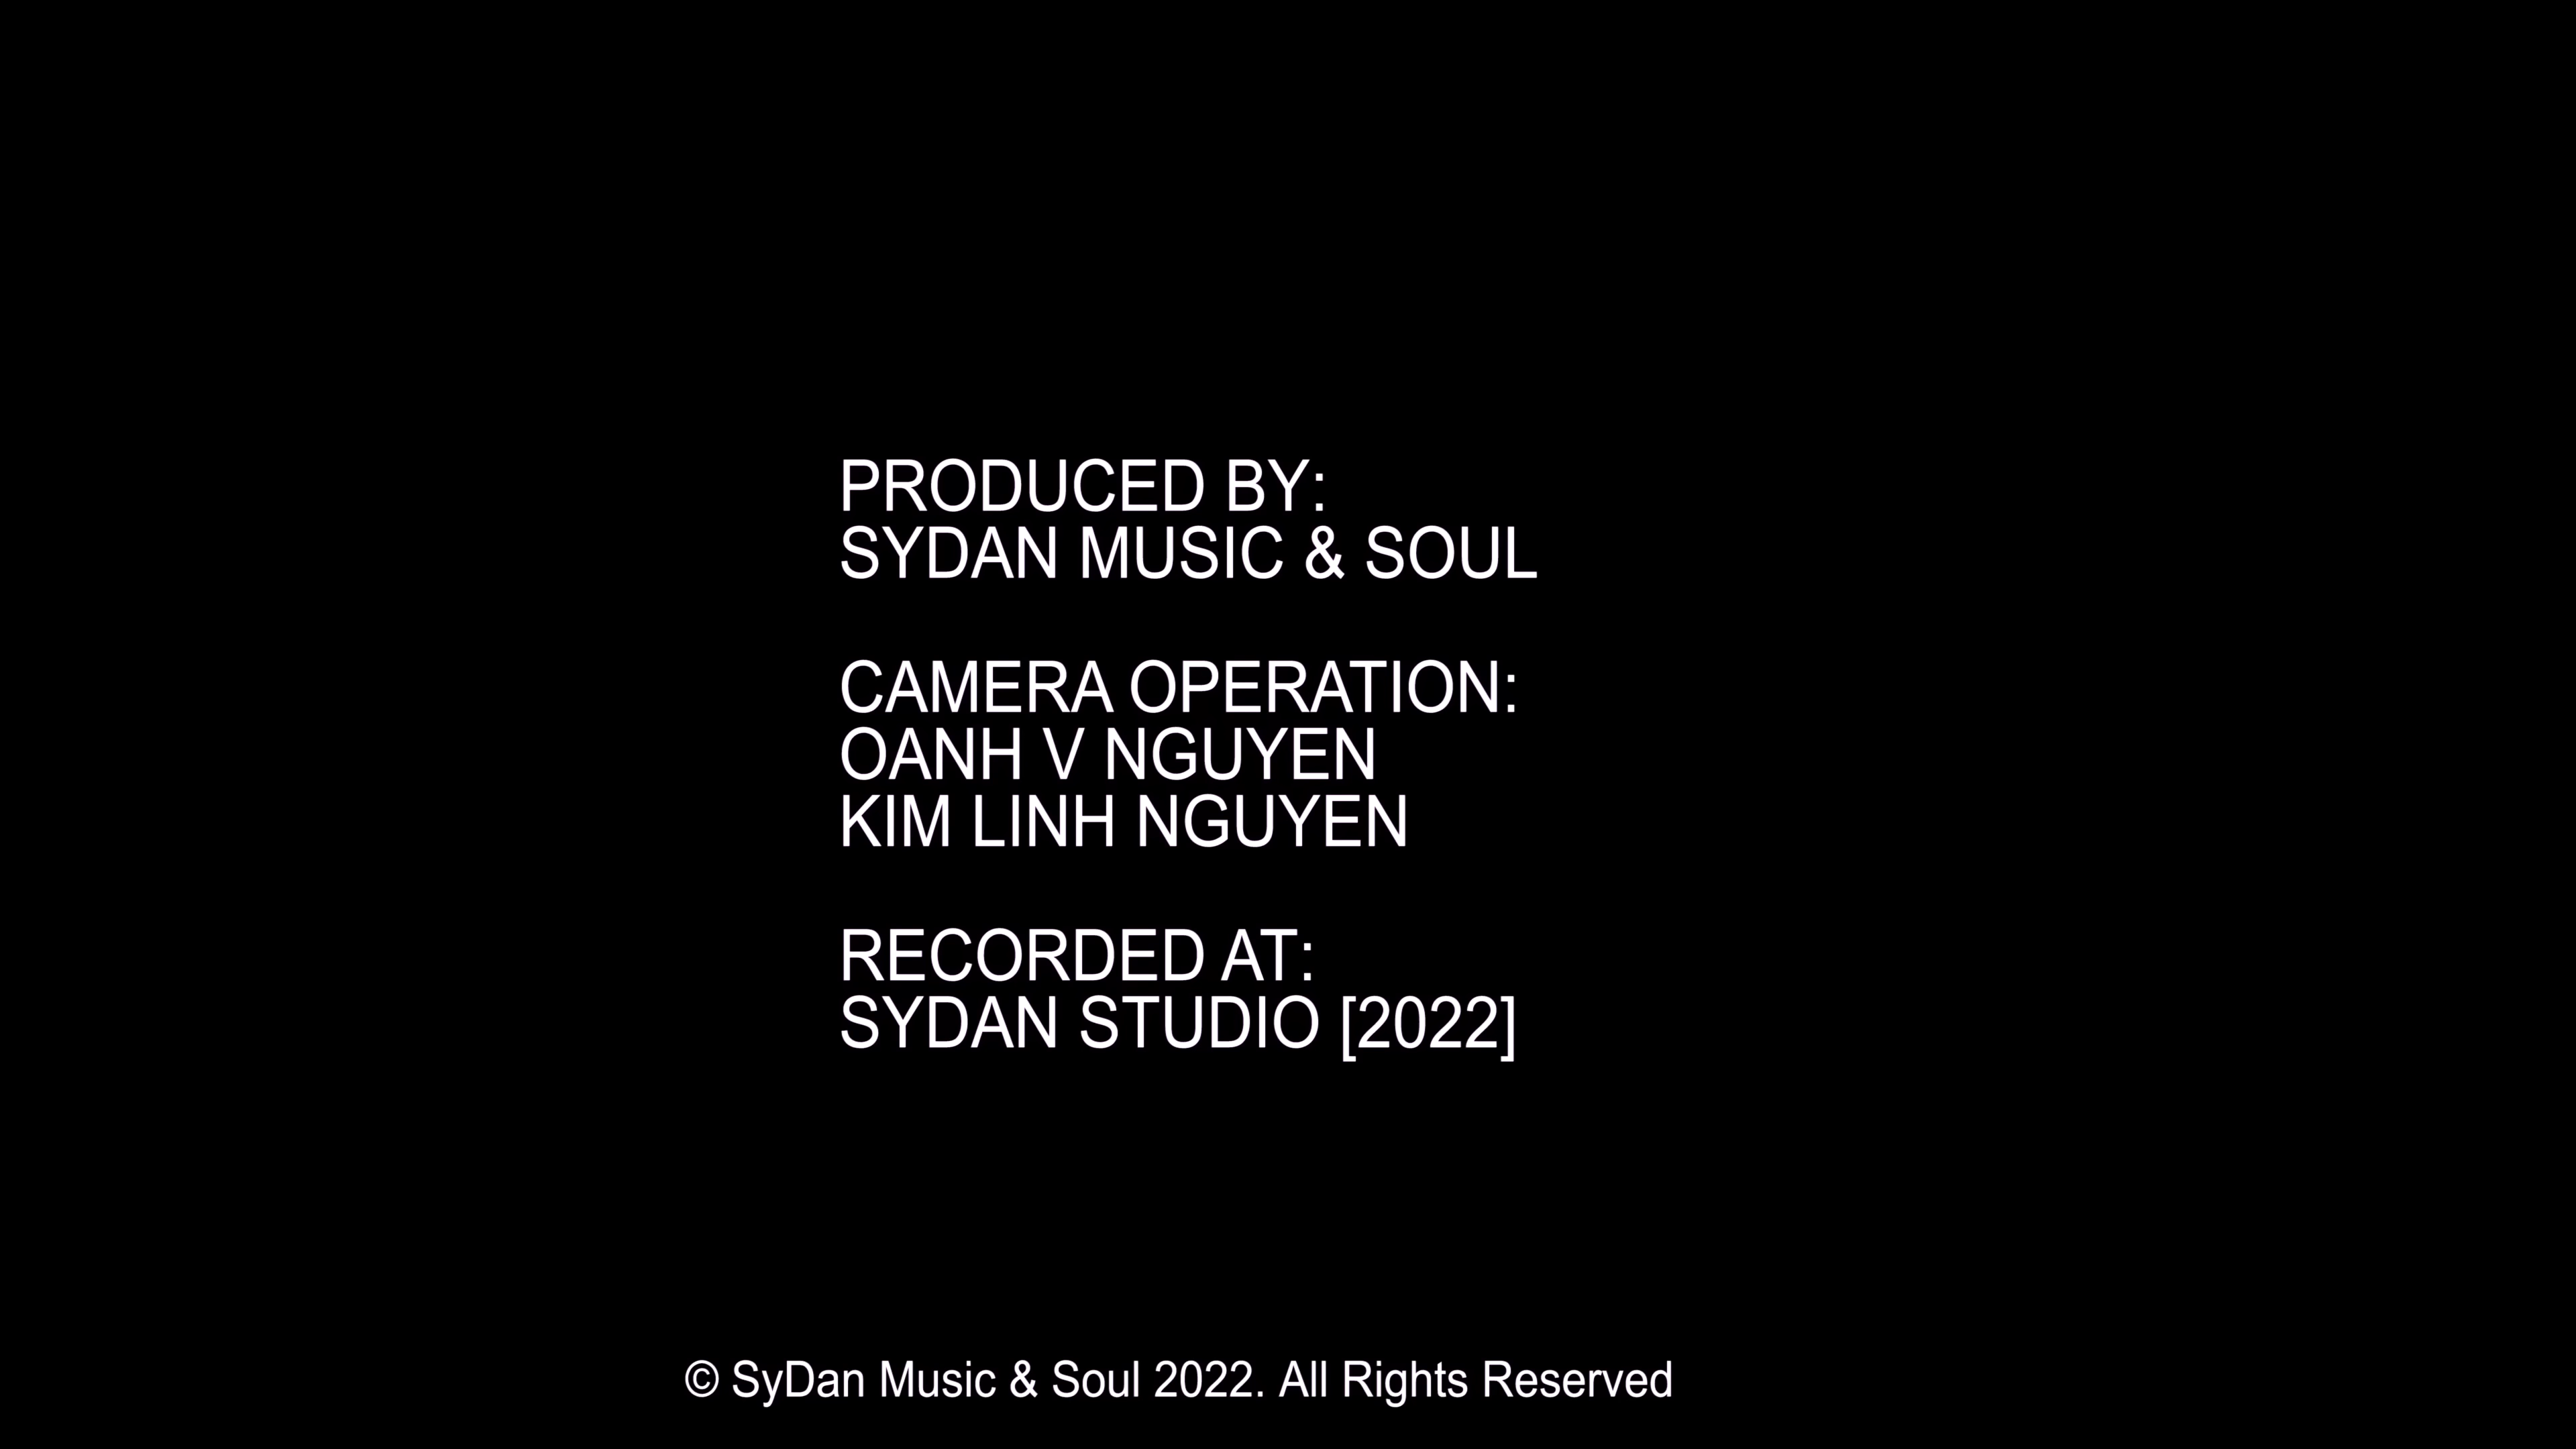 PRODUCED BY:
SYDAN MUSIC & SOUL
CAMERA OPERATION:
OANH V NGUYEN
KIM LINH NGUYEN
RECORDED AT:
SYDAN STUDIO [2022]
© SyDan Music & Soul 2022. All Rights Reserved